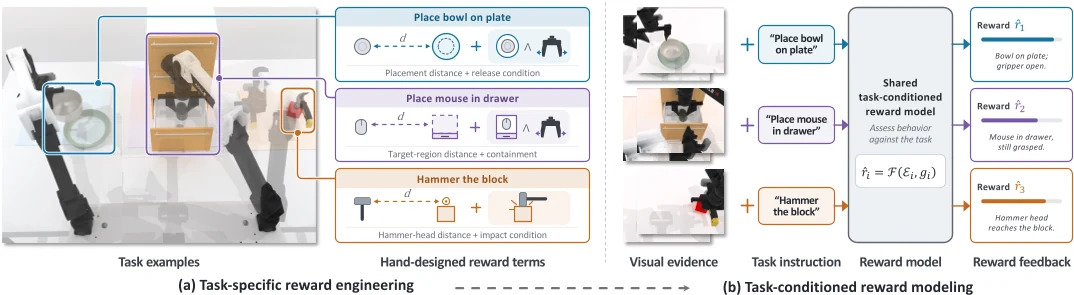 Place bowl on plate
d
+
∧
Placement distance + release condition
Place mouse in drawer
d
+
∧
Target-region distance + containment
Hammer the block
d
+
Hammer-head distance + impact condition
Task examples
Hand-designed reward terms
(a) Task-specific reward engineering
+
“Place bowl
on plate”
+
“Place mouse
in drawer”
+
“Hammer
the block”
Shared
task-conditioned
reward model
Assess behavior
against the task
r̂ᵢ = ℱ(ℰᵢ, gᵢ)
Reward r̂₁
Bowl on plate;
gripper open.
Reward r̂₂
Mouse in drawer,
still grasped.
Reward r̂₃
Hammer head
reaches the block.
Visual evidence
Task instruction
Reward model
Reward feedback
(b) Task-conditioned reward modeling